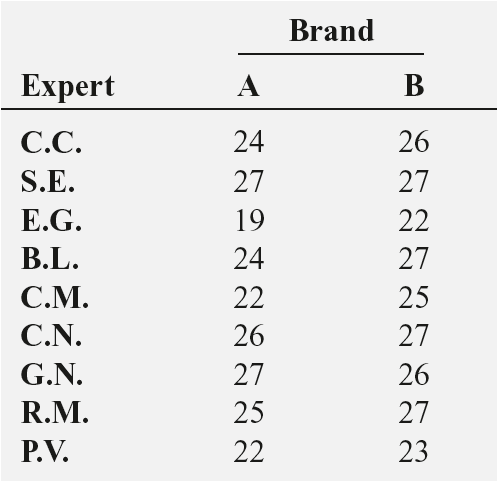 Brand
Expert A B
C.C. 24 26
S.E. 27 27
E.G. 19 22
B.L. 24 27
C.M. 22 25
C.N. 26 27
G.N. 27 26
R.M. 25 27
P.V. 22 23